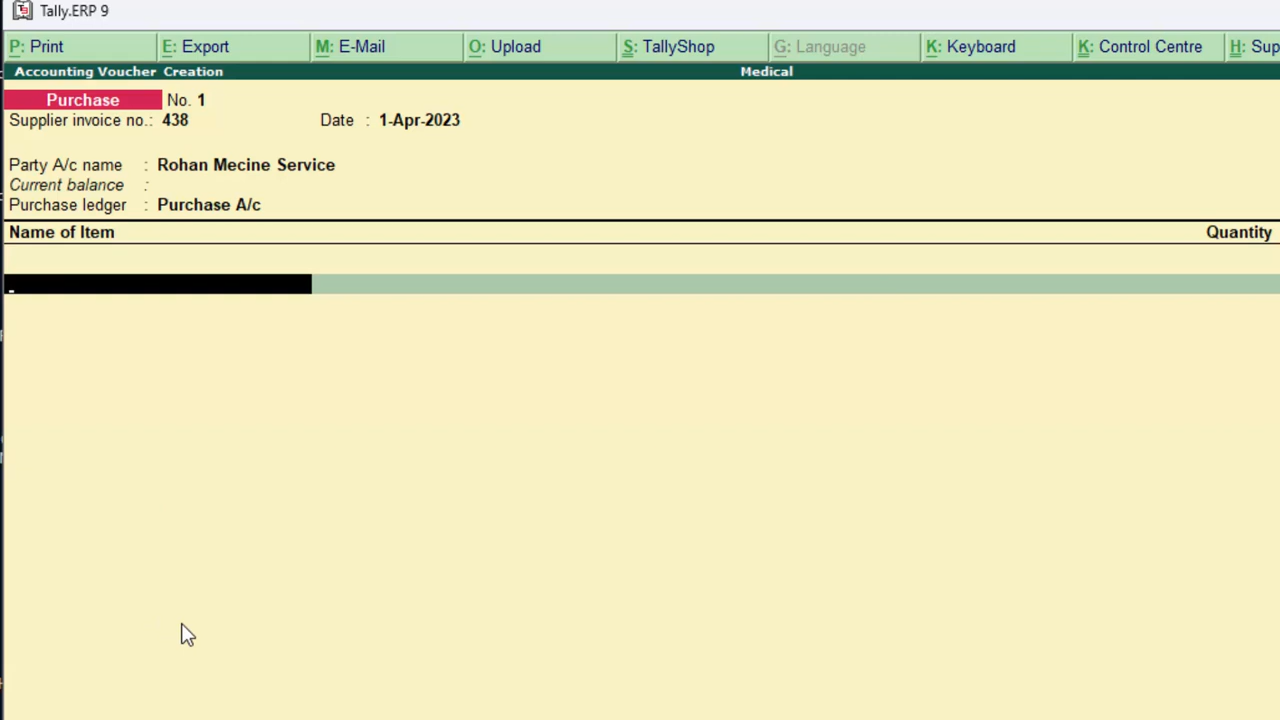 Tally.ERP 9
P: Print E: Export M: E-Mail O: Upload S: TallyShop G: Language K: Keyboard K: Control Centre H: Sup
Accounting Voucher Creation Medical
Purchase No. 1
Supplier invoice no.: 438 Date : 1-Apr-2023
Party A/c name : Rohan Mecine Service
Current balance :
Purchase ledger : Purchase A/c
Name of Item Quantity